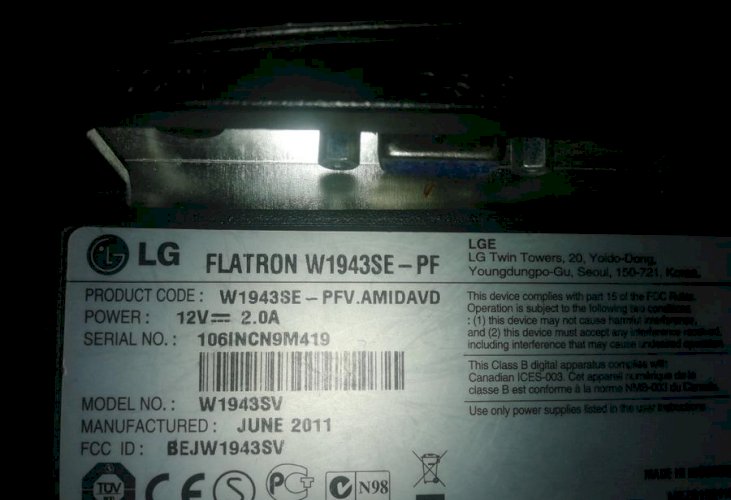 LG FLATRON W1943SE-PF
PRODUCT CODE : W1943SE-PFV.AMIDAVD
POWER : 12V⎓ 2.0A
SERIAL NO. : 106INCN9M419
MODEL NO. : W1943SV
MANUFACTURED : JUNE 2011
FCC ID : BEJW1943SV
TÜV
CE
S
PCT
N98
LGE
LG Twin Towers, 20, Yoido-Dong,
Youngdungpo-Gu, Seoul, 150-721, Korea.
This device complies with part 15 of the FCC Rules.
Operation is subject to the following two conditions
: (1) this device may not cause harmful interference,
and (2) this device must accept any interference received,
including interference that may cause undesired operation.
This Class B digital apparatus complies with
Canadian ICES-003. Cet appareil numérique de la
classe B est conforme à la norme NMB-003 du Canada.
Use only power supplies listed in the user instructions.
MADE IN